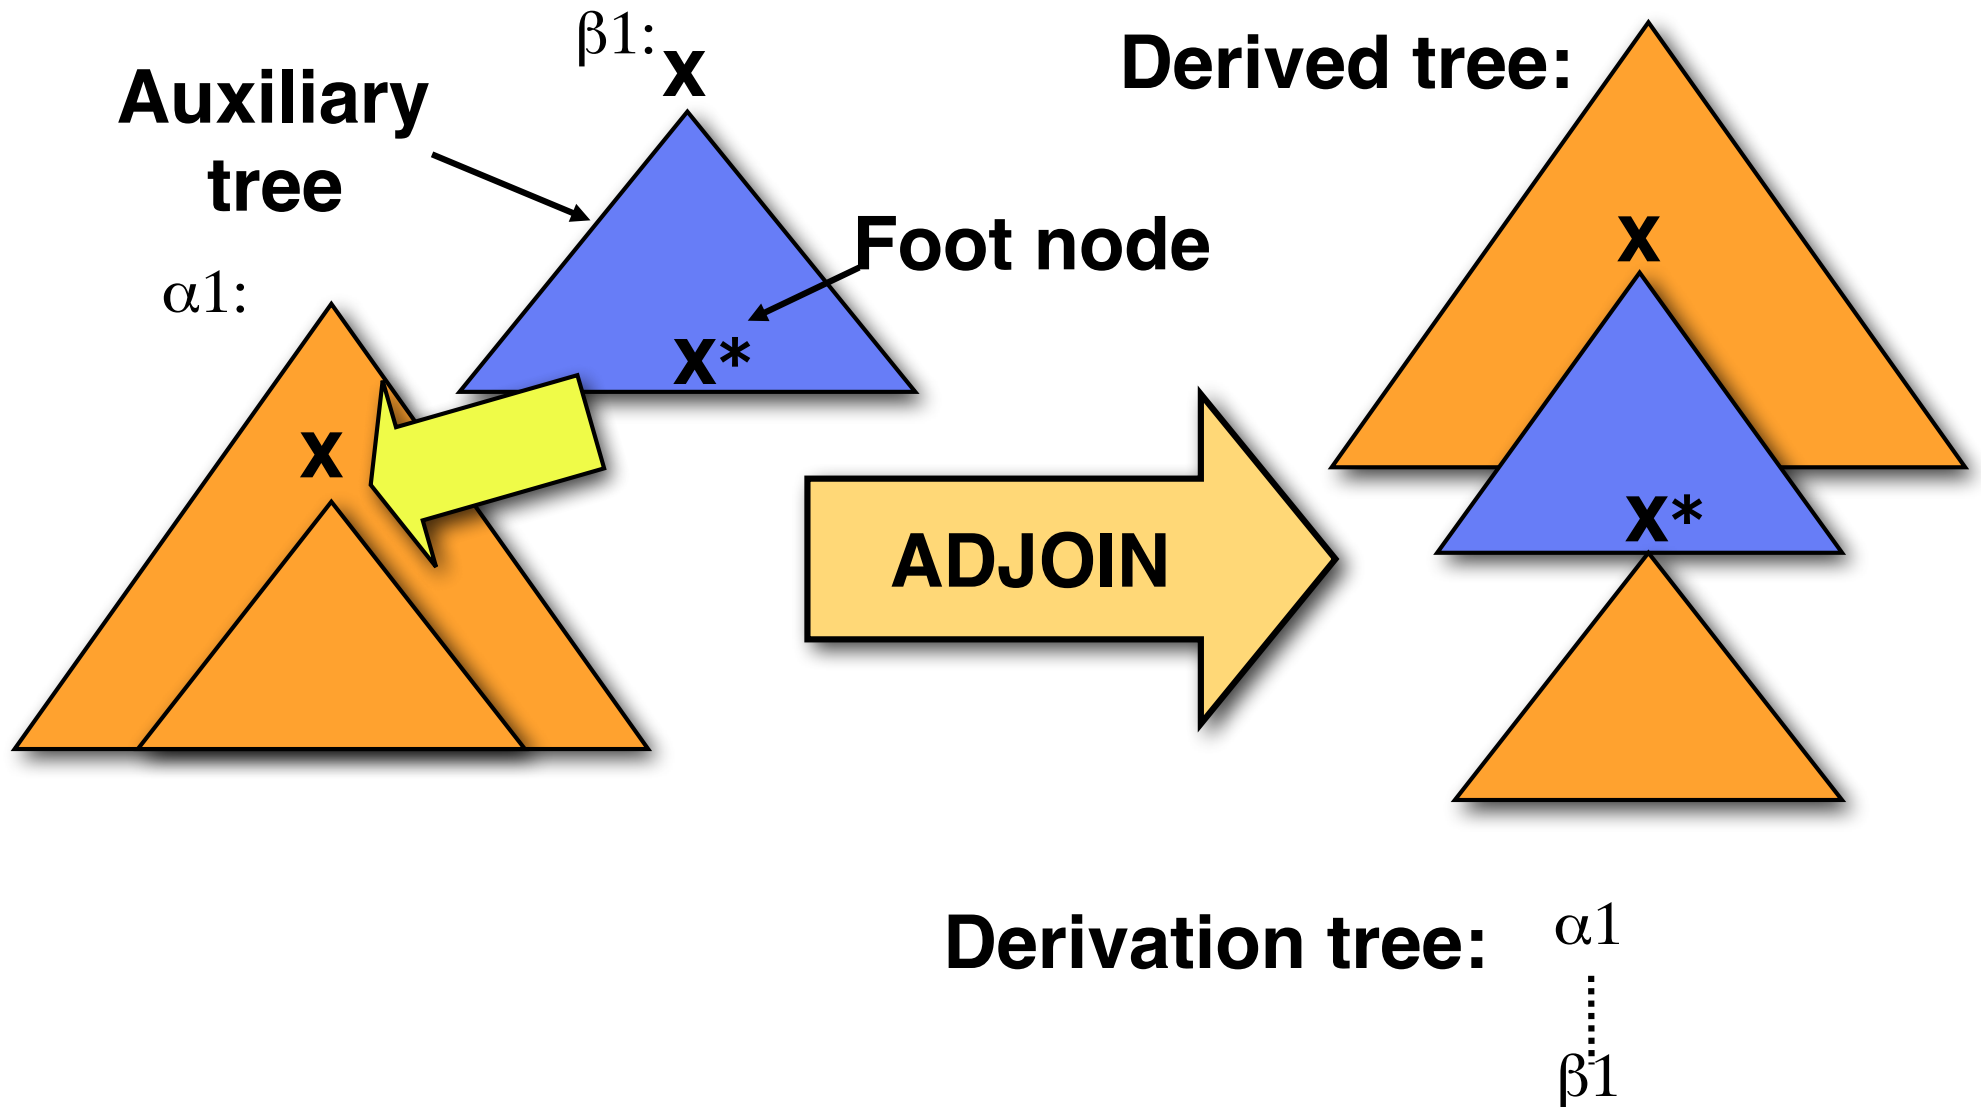 β1:
X
Auxiliary
tree
Foot node
X*
α1:
X
ADJOIN
Derived tree:
X
X*
Derivation tree:
α1
β1